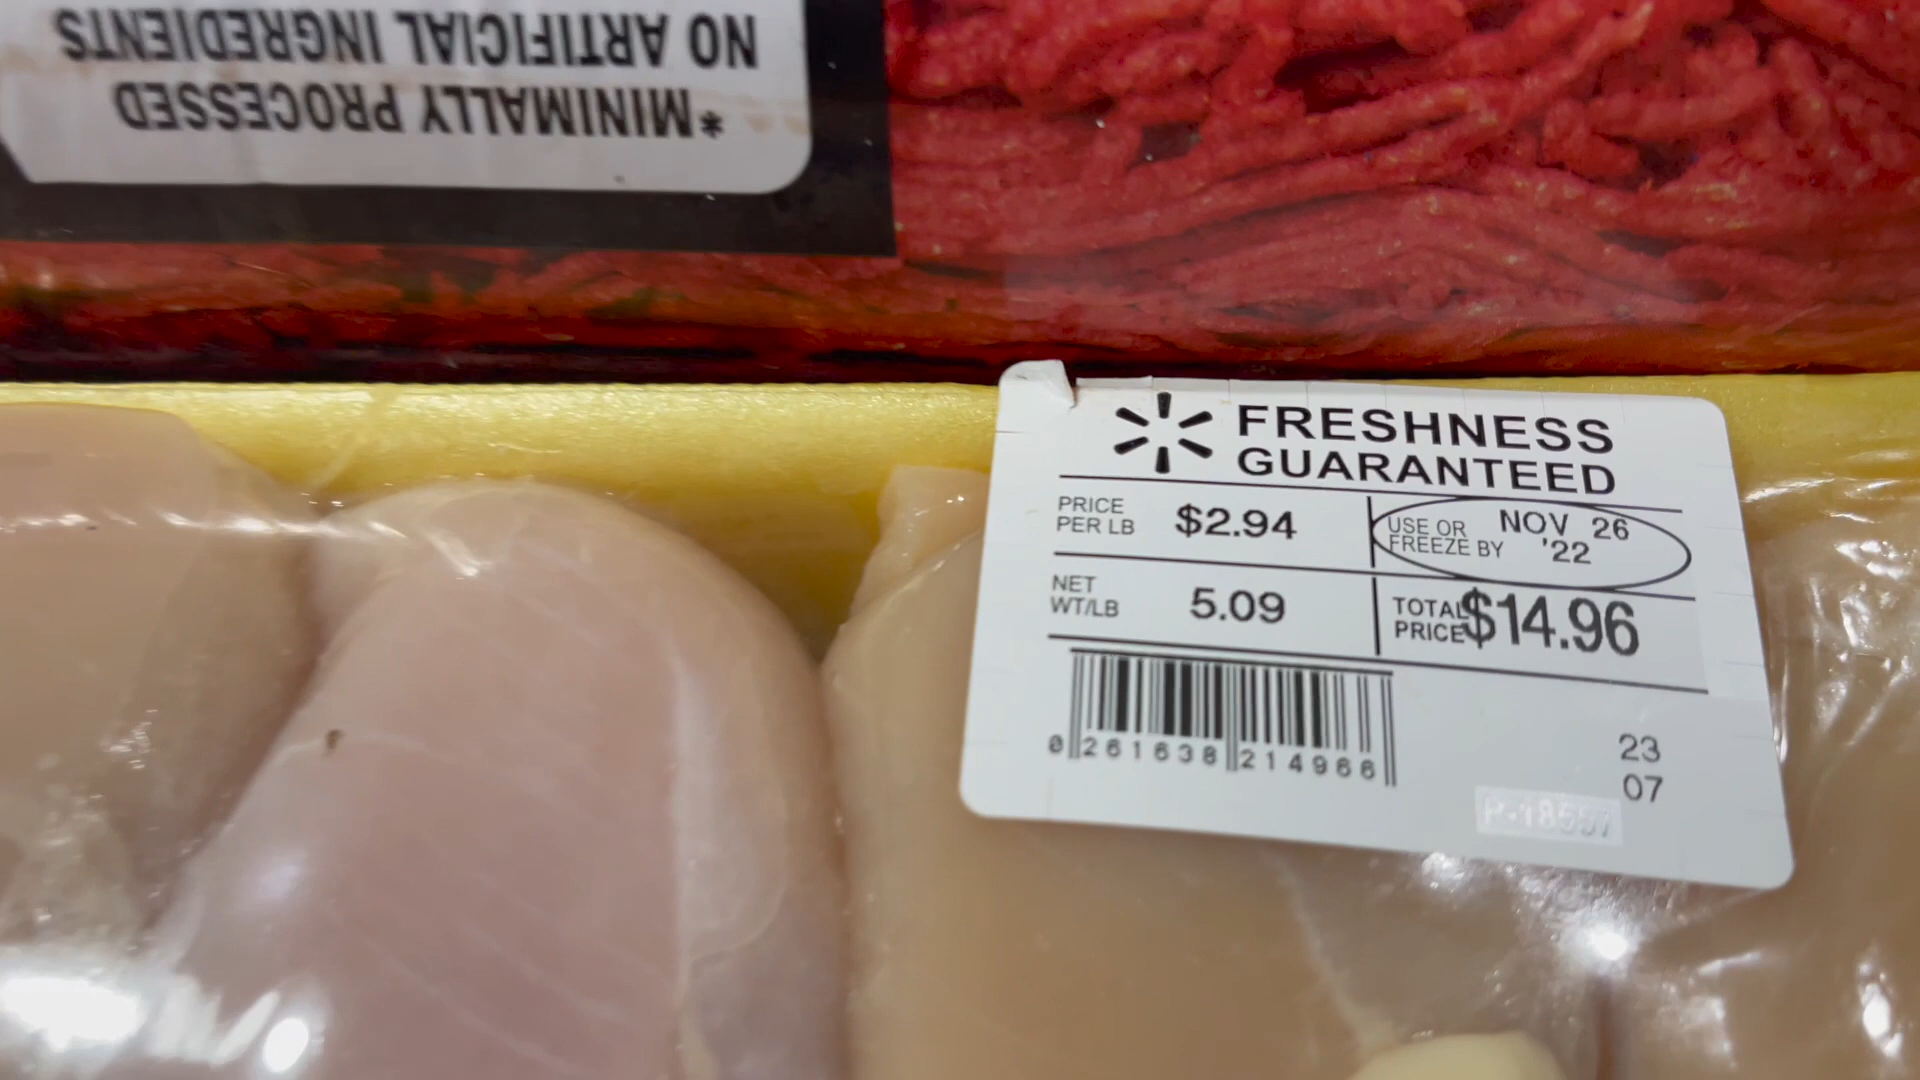 *MINIMALLY PROCESSED
NO ARTIFICIAL INGREDIENTS
FRESHNESS
GUARANTEED
PRICE
PER LB
$2.94
USE OR
FREEZE BY
NOV 26
'22
NET
WT/LB
5.09
TOTAL
PRICE
$14.96
0 261638 214966
23
07
P-18557